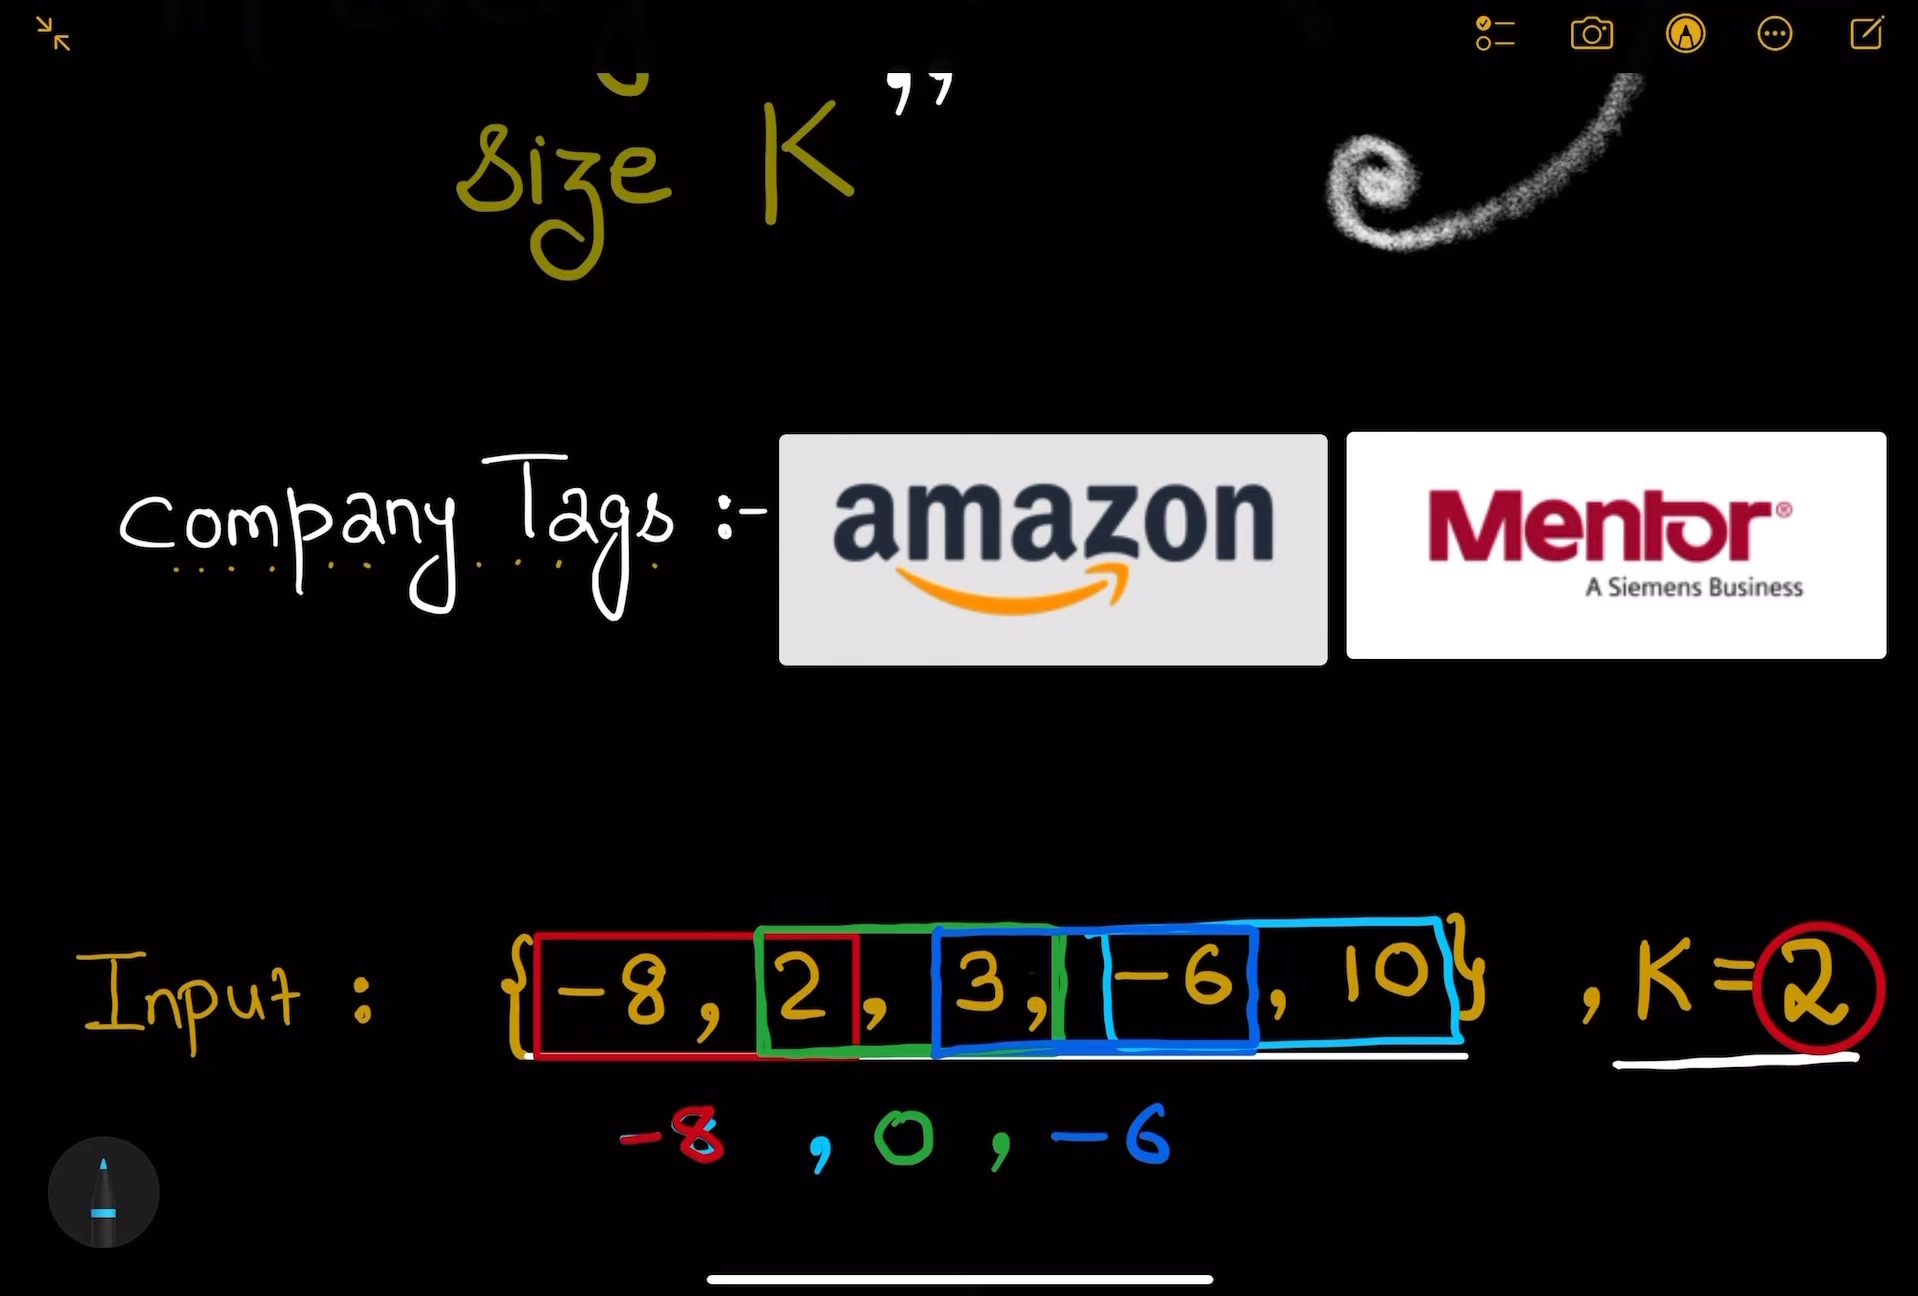 size K”
Company Tags :-
amazon
Mentor®
A Siemens Business
Input : {-8, 2, 3, -6, 10} , K=2
-8 , 0 , -6